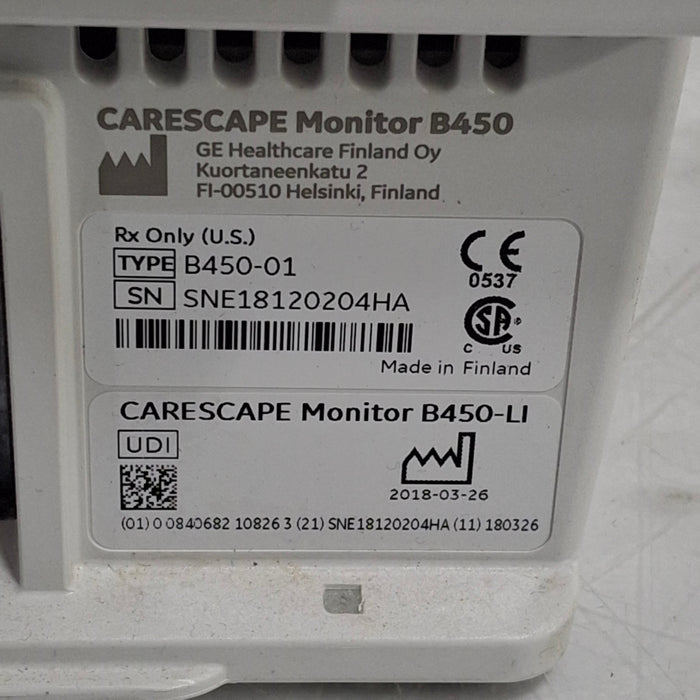 CARESCAPE Monitor B450
GE Healthcare Finland Oy
Kuortaneenkatu 2
FI-00510 Helsinki, Finland
Rx Only (U.S.)
TYPE B450-01
SN SNE18120204HA
CE
0537
SA
C US
Made in Finland
CARESCAPE Monitor B450-LI
UDI
2018-03-26
(01) 0 0840682 10826 3 (21) SNE18120204HA (11) 180326